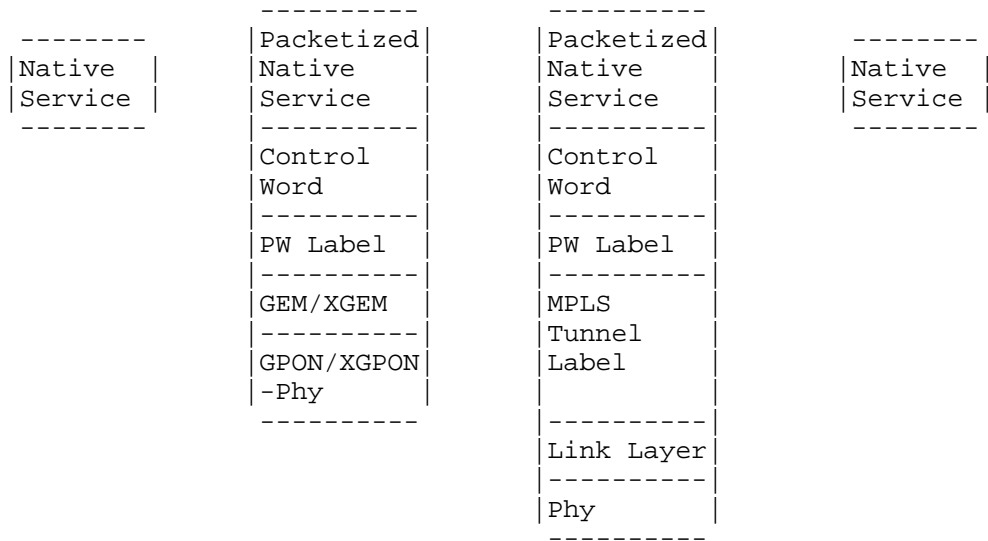 ----------          ----------
 --------       |Packetized|       |Packetized|        --------
|Native  |      |Native    |       |Native    |       |Native  |
|Service |      |Service   |       |Service   |       |Service |
 --------       |----------|       |----------|        --------
|Control   |       |Control   |
|Word      |       |Word      |
|----------|       |----------|
|PW Label  |       |PW Label  |
|----------|       |----------|
|GEM/XGEM  |       |MPLS      |
|----------|       |Tunnel    |
|GPON/XGPON|       |Label     |
|-Phy      |       |          |
 ----------        |----------|
|Link Layer|
|----------|
|Phy       |
 ----------